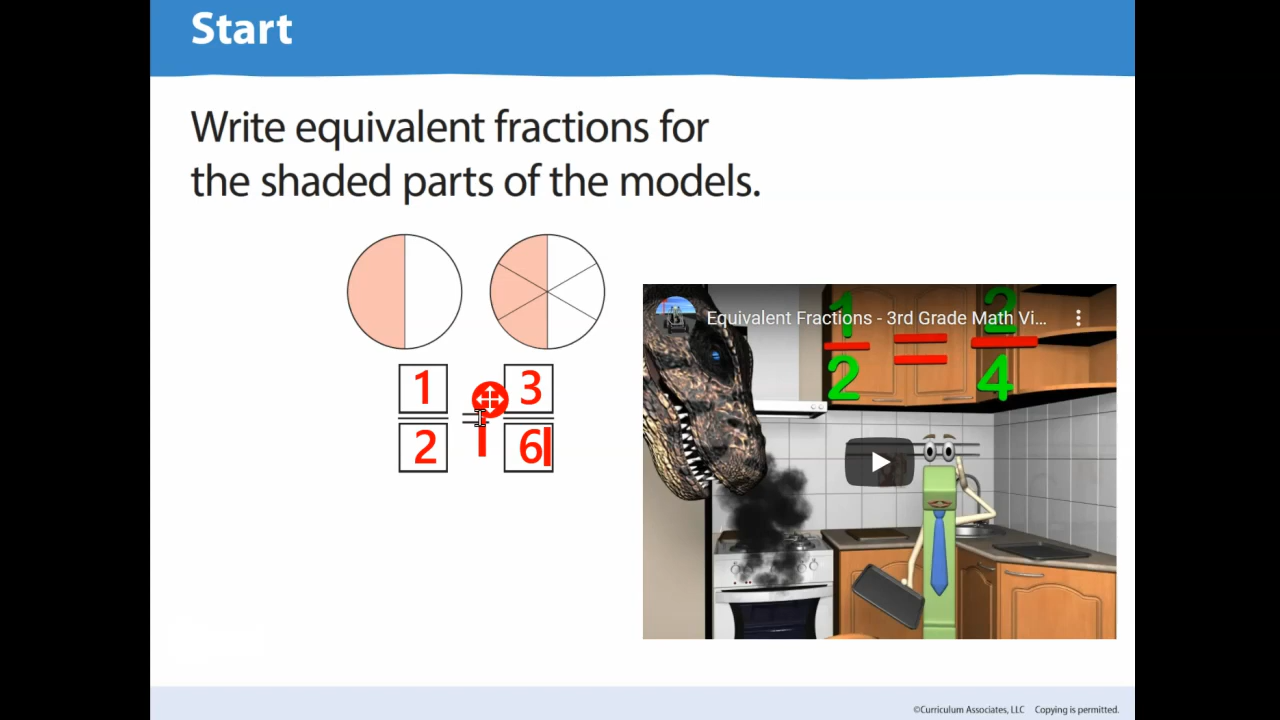 Start
Write equivalent fractions for
the shaded parts of the models.
1 = 3
2 6
Equivalent Fractions - 3rd Grade Math Vi...
1 = 2
2 4
©Curriculum Associates, LLC Copying is permitted.